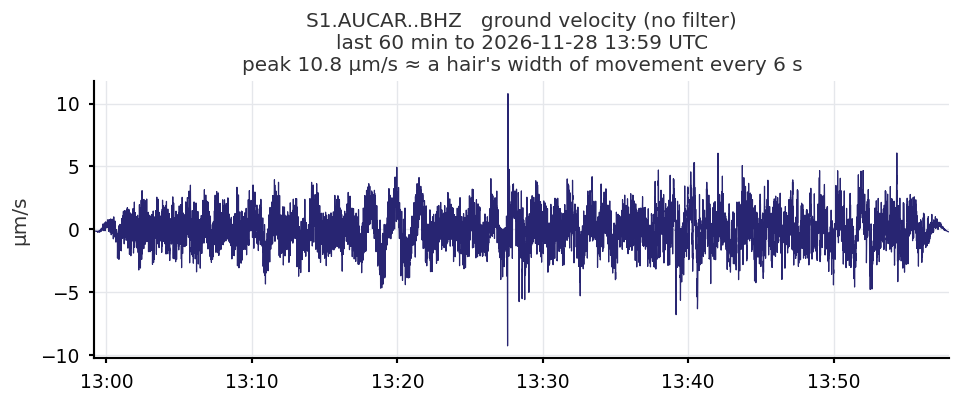 S1.AUCAR..BHZ   ground velocity (no filter)
last 60 min to 2026-11-28 13:59 UTC
peak 10.8 µm/s ≈ a hair's width of movement every 6 s
µm/s
10
5
0
−5
−10
13:00
13:10
13:20
13:30
13:40
13:50